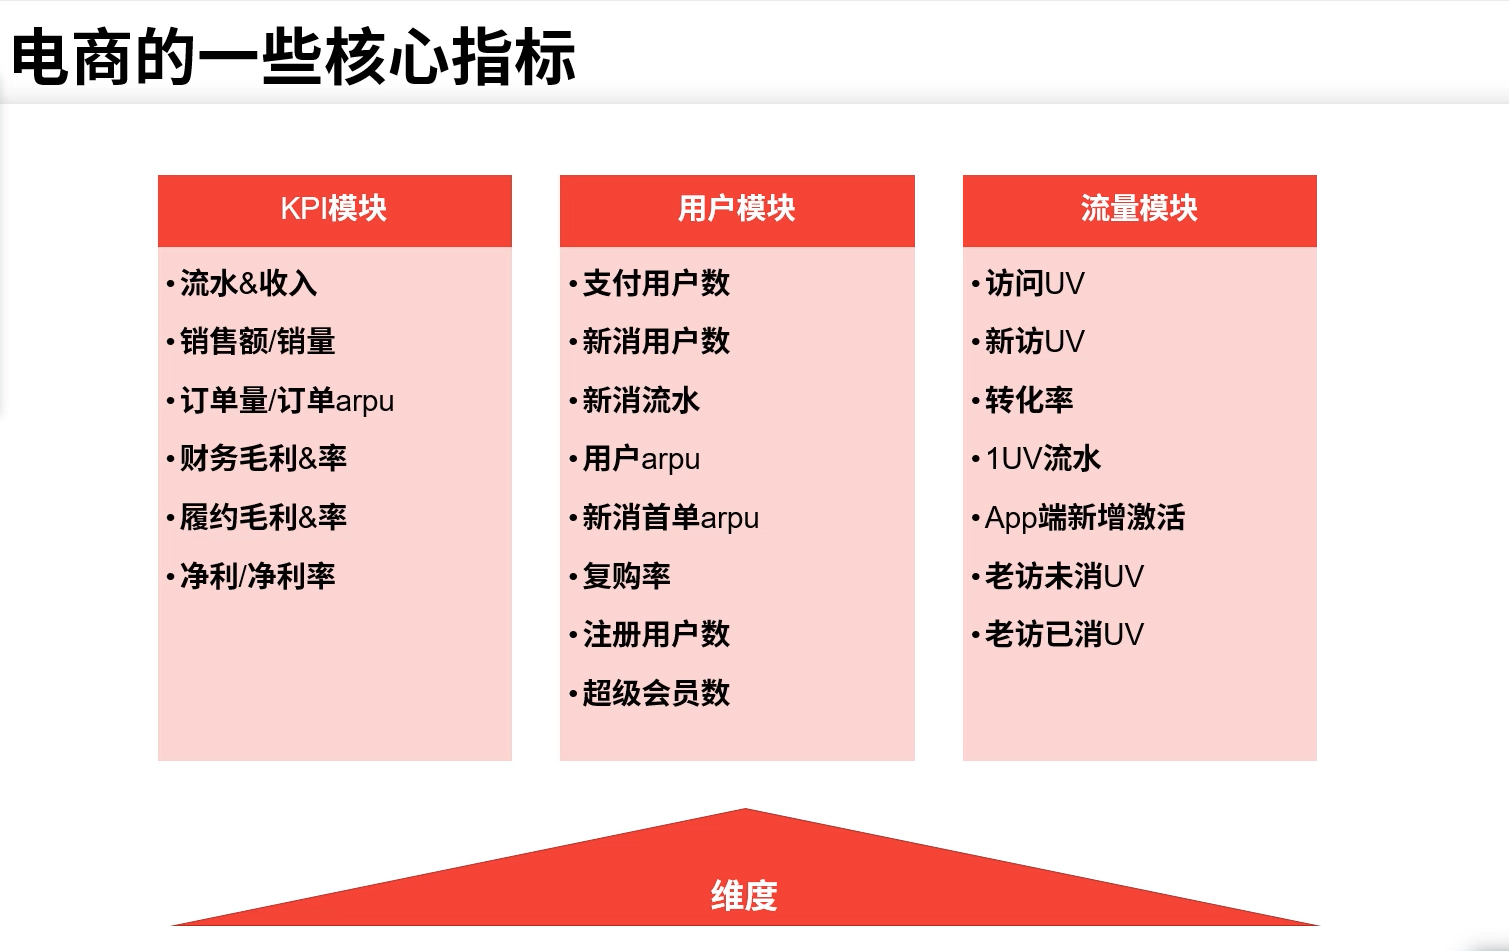 电商的一些核心指标
KPI模块
•流水&收入
•销售额/销量
•订单量/订单arpu
•财务毛利&率
•履约毛利&率
•净利/净利率
用户模块
•支付用户数
•新消用户数
•新消流水
•用户arpu
•新消首单arpu
•复购率
•注册用户数
•超级会员数
流量模块
•访问UV
•新访UV
•转化率
•1UV流水
•App端新增激活
•老访未消UV
•老访已消UV
维度